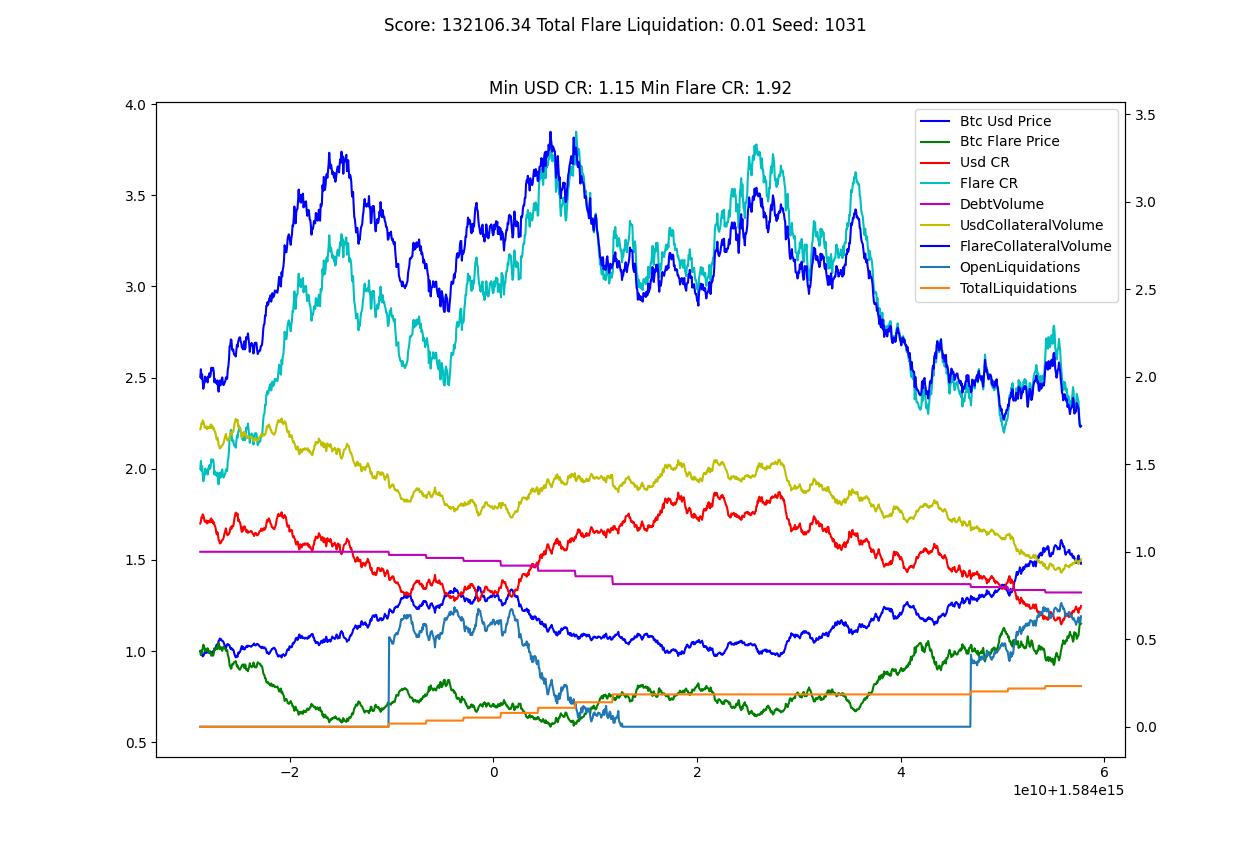 Score: 132106.34 Total Flare Liquidation: 0.01 Seed: 1031
Min USD CR: 1.15 Min Flare CR: 1.92
4.0
3.5
3.0
2.5
2.0
1.5
1.0
0.5
3.5
3.0
2.5
2.0
1.5
1.0
0.5
0.0
Btc Usd Price
Btc Flare Price
Usd CR
Flare CR
DebtVolume
UsdCollateralVolume
FlareCollateralVolume
OpenLiquidations
TotalLiquidations
−2 0 2 4 6
1e10+1.584e15